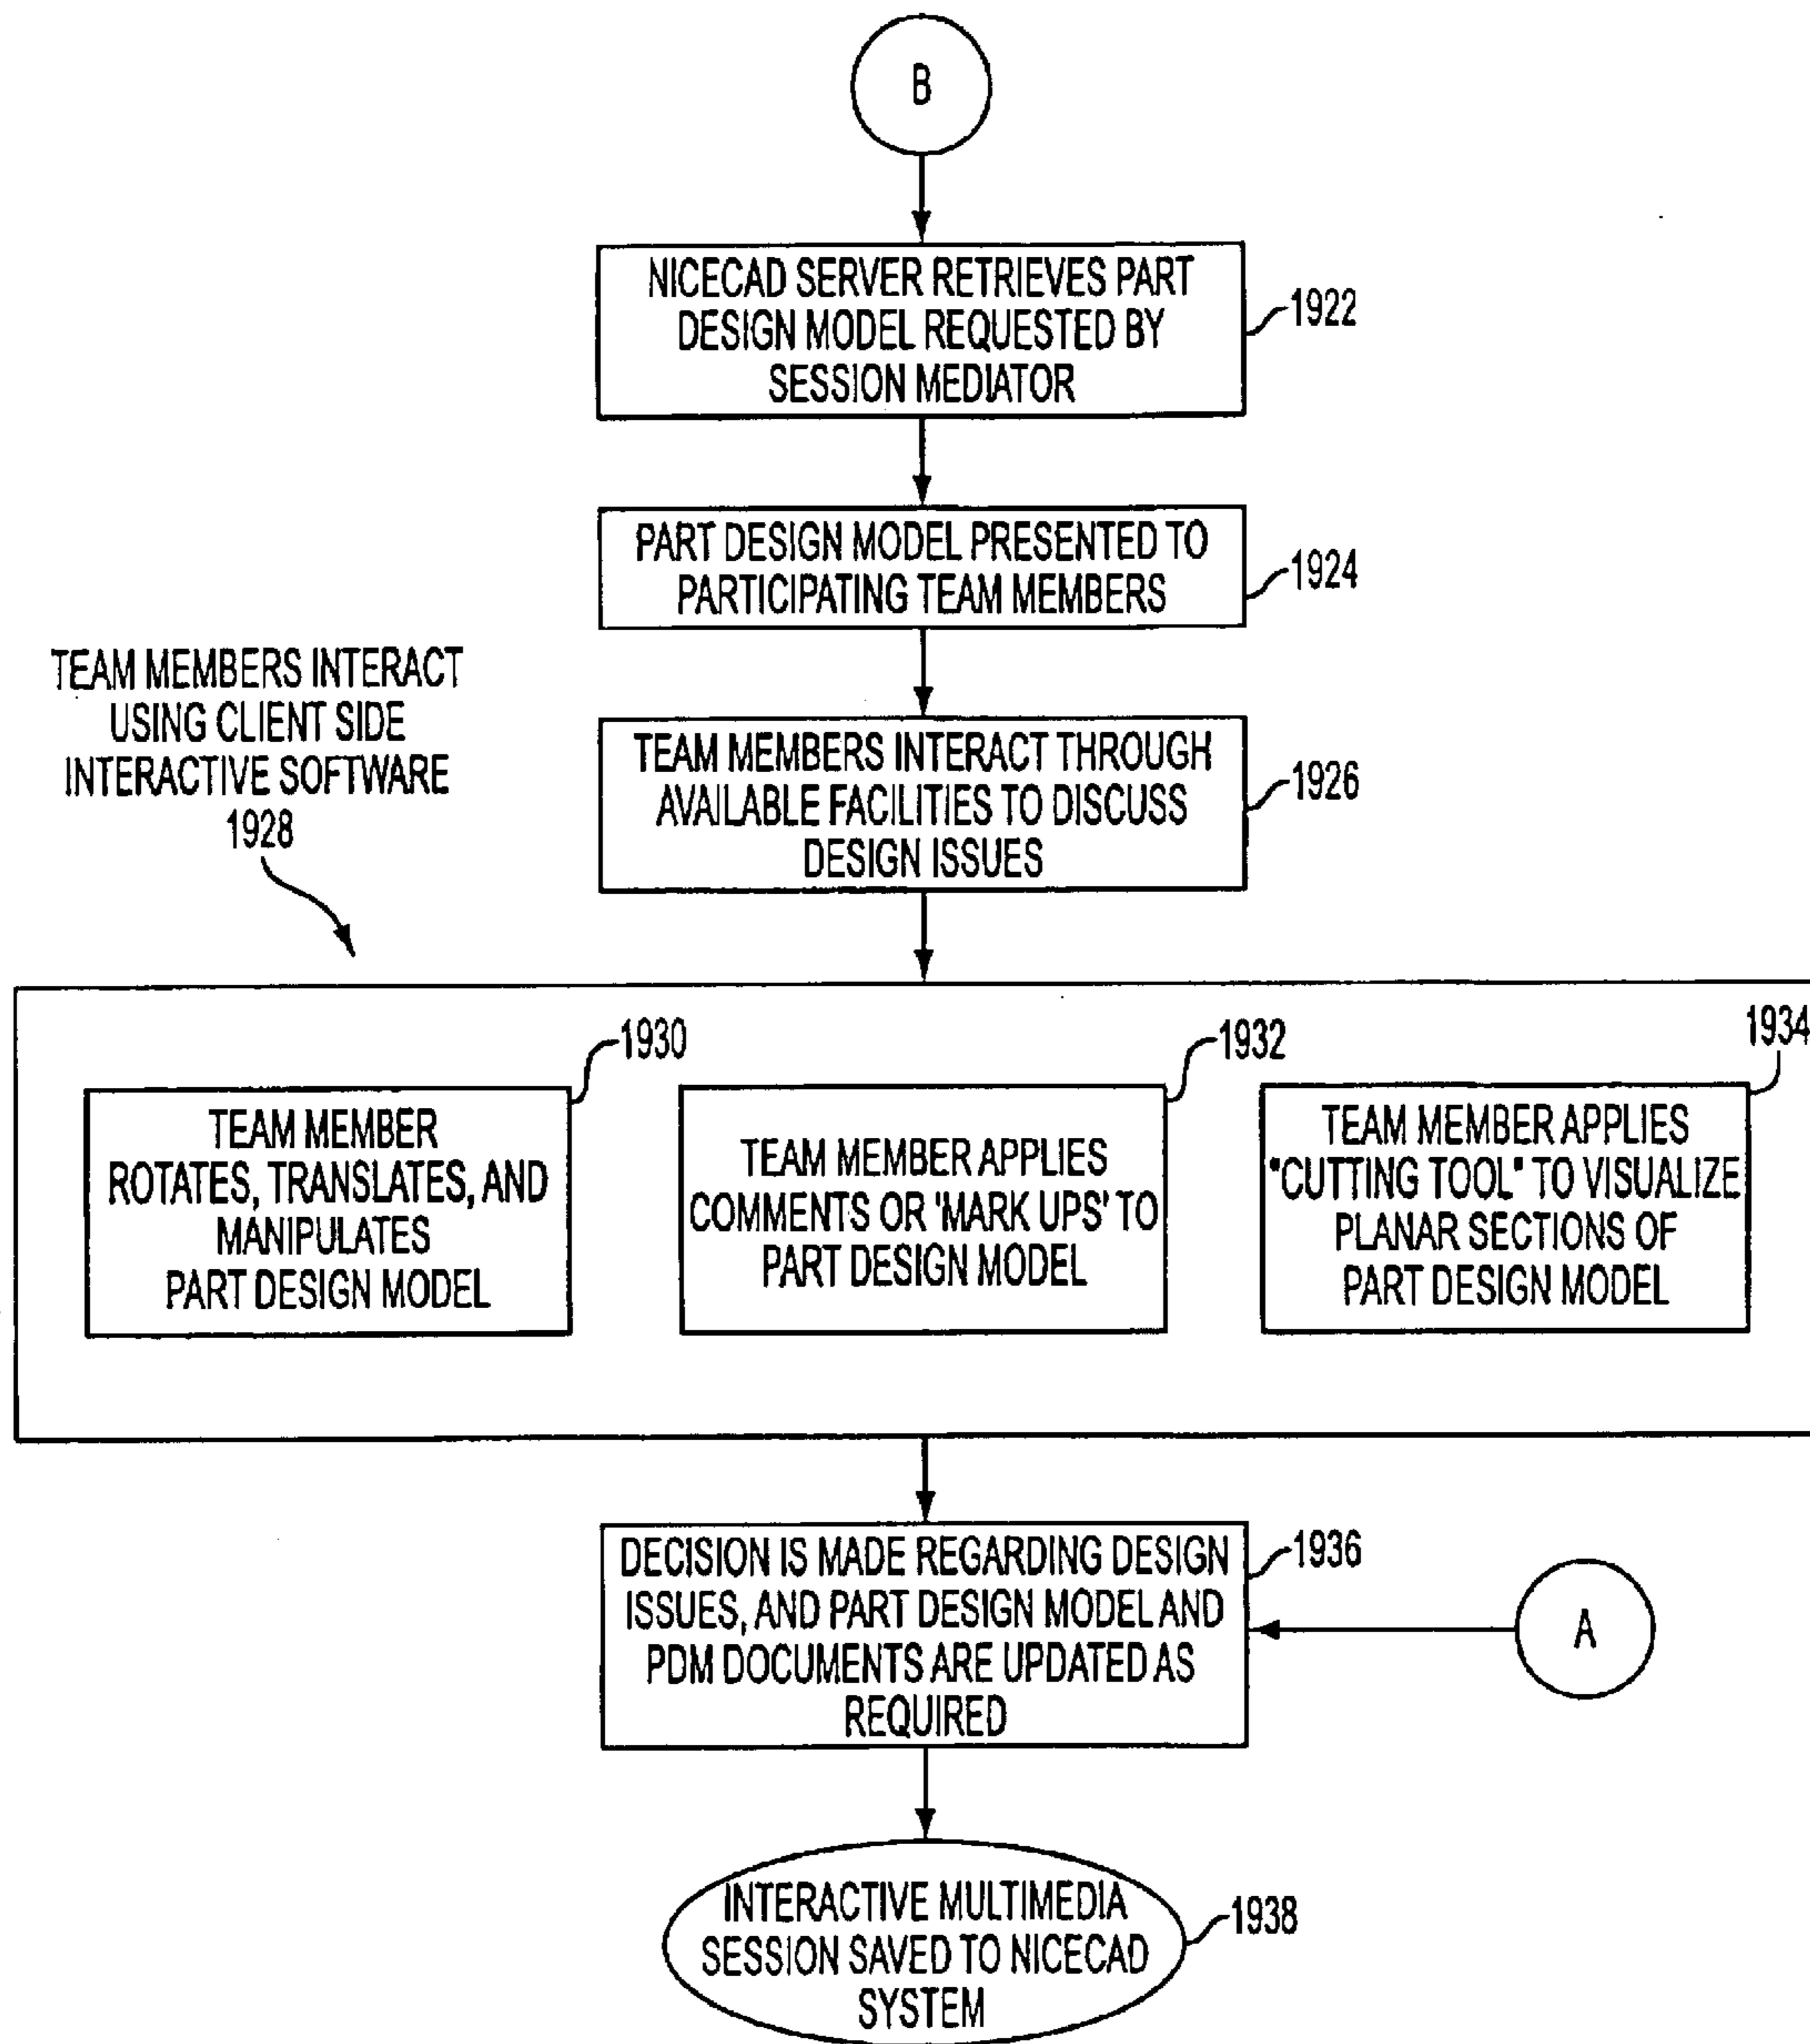 B
NICECAD SERVER RETRIEVES PART
DESIGN MODEL REQUESTED BY
SESSION MEDIATOR
1922
PART DESIGN MODEL PRESENTED TO
PARTICIPATING TEAM MEMBERS
1924
TEAM MEMBERS INTERACT THROUGH
AVAILABLE FACILITIES TO DISCUSS
DESIGN ISSUES
1926
TEAM MEMBERS INTERACT
USING CLIENT SIDE
INTERACTIVE SOFTWARE
1928
1930
TEAM MEMBER
ROTATES, TRANSLATES, AND
MANIPULATES
PART DESIGN MODEL
1932
TEAM MEMBER APPLIES
COMMENTS OR 'MARK UPS' TO
PART DESIGN MODEL
1934
TEAM MEMBER APPLIES
"CUTTING TOOL" TO VISUALIZE
PLANAR SECTIONS OF
PART DESIGN MODEL
DECISION IS MADE REGARDING DESIGN
ISSUES, AND PART DESIGN MODEL AND
PDM DOCUMENTS ARE UPDATED AS
REQUIRED
1936
A
INTERACTIVE MULTIMEDIA
SESSION SAVED TO NICECAD
SYSTEM
1938